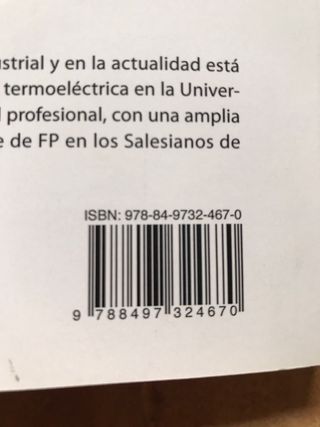 ustrial y en la actualidad está
termoeléctrica en la Univer-
profesional, con una amplia
de FP en los Salesianos de
ISBN: 978-84-9732-467-0
9 788497 324670